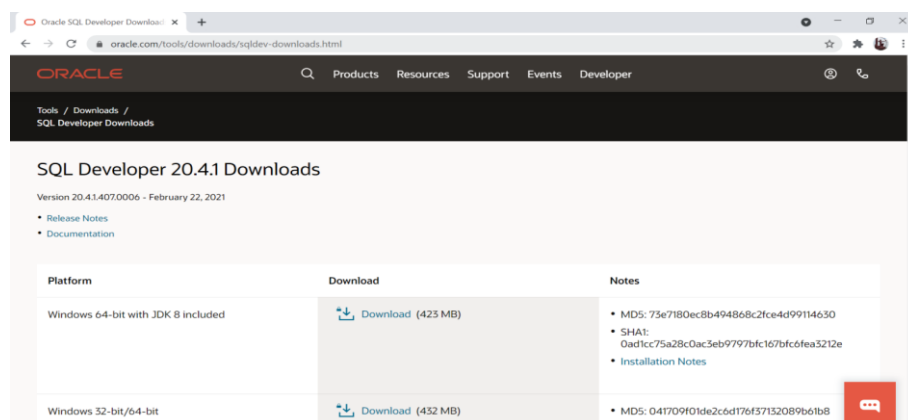 Oracle SQL Developer Download
oracle.com/tools/downloads/sqldev-downloads.html
ORACLE
Products Resources Support Events Developer
Tools / Downloads /
SQL Developer Downloads
SQL Developer 20.4.1 Downloads
Version 20.4.1.407.0006 - February 22, 2021
• Release Notes
• Documentation
Platform Download Notes
Windows 64-bit with JDK 8 included
Download (423 MB)
• MD5: 73e7180ec8b494868c2fce4d99114630
• SHA1:
0ad1cc75a28c0ac3eb9797bfc167bfc6fea3212e
• Installation Notes
Windows 32-bit/64-bit
Download (432 MB)
• MD5: 041709f01de2c6d176f37132089b61b8